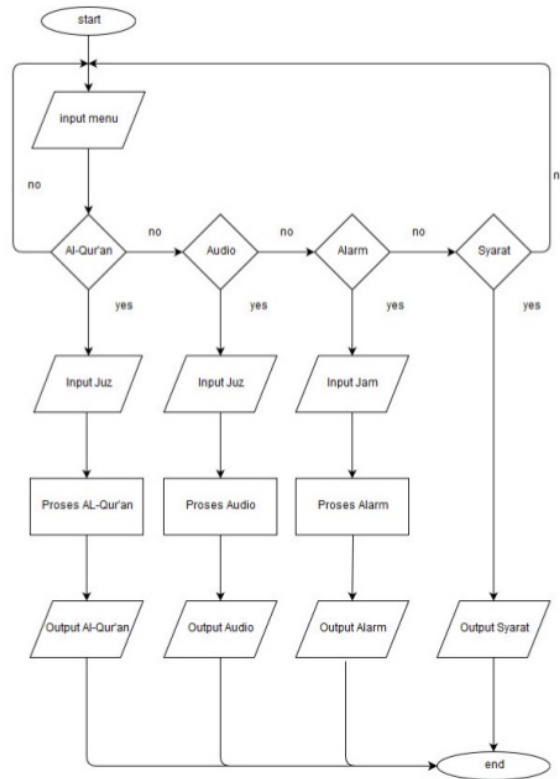 start
input menu
no
n
Al-Qur'an
no
Audio
no
Alarm
no
Syarat
yes
yes
yes
yes
Input Juz
Input Juz
Input Jam
Proses AL-Qur'an
Proses Audio
Proses Alarm
Output Al-Qur'an
Output Audio
Output Alarm
Output Syarat
end